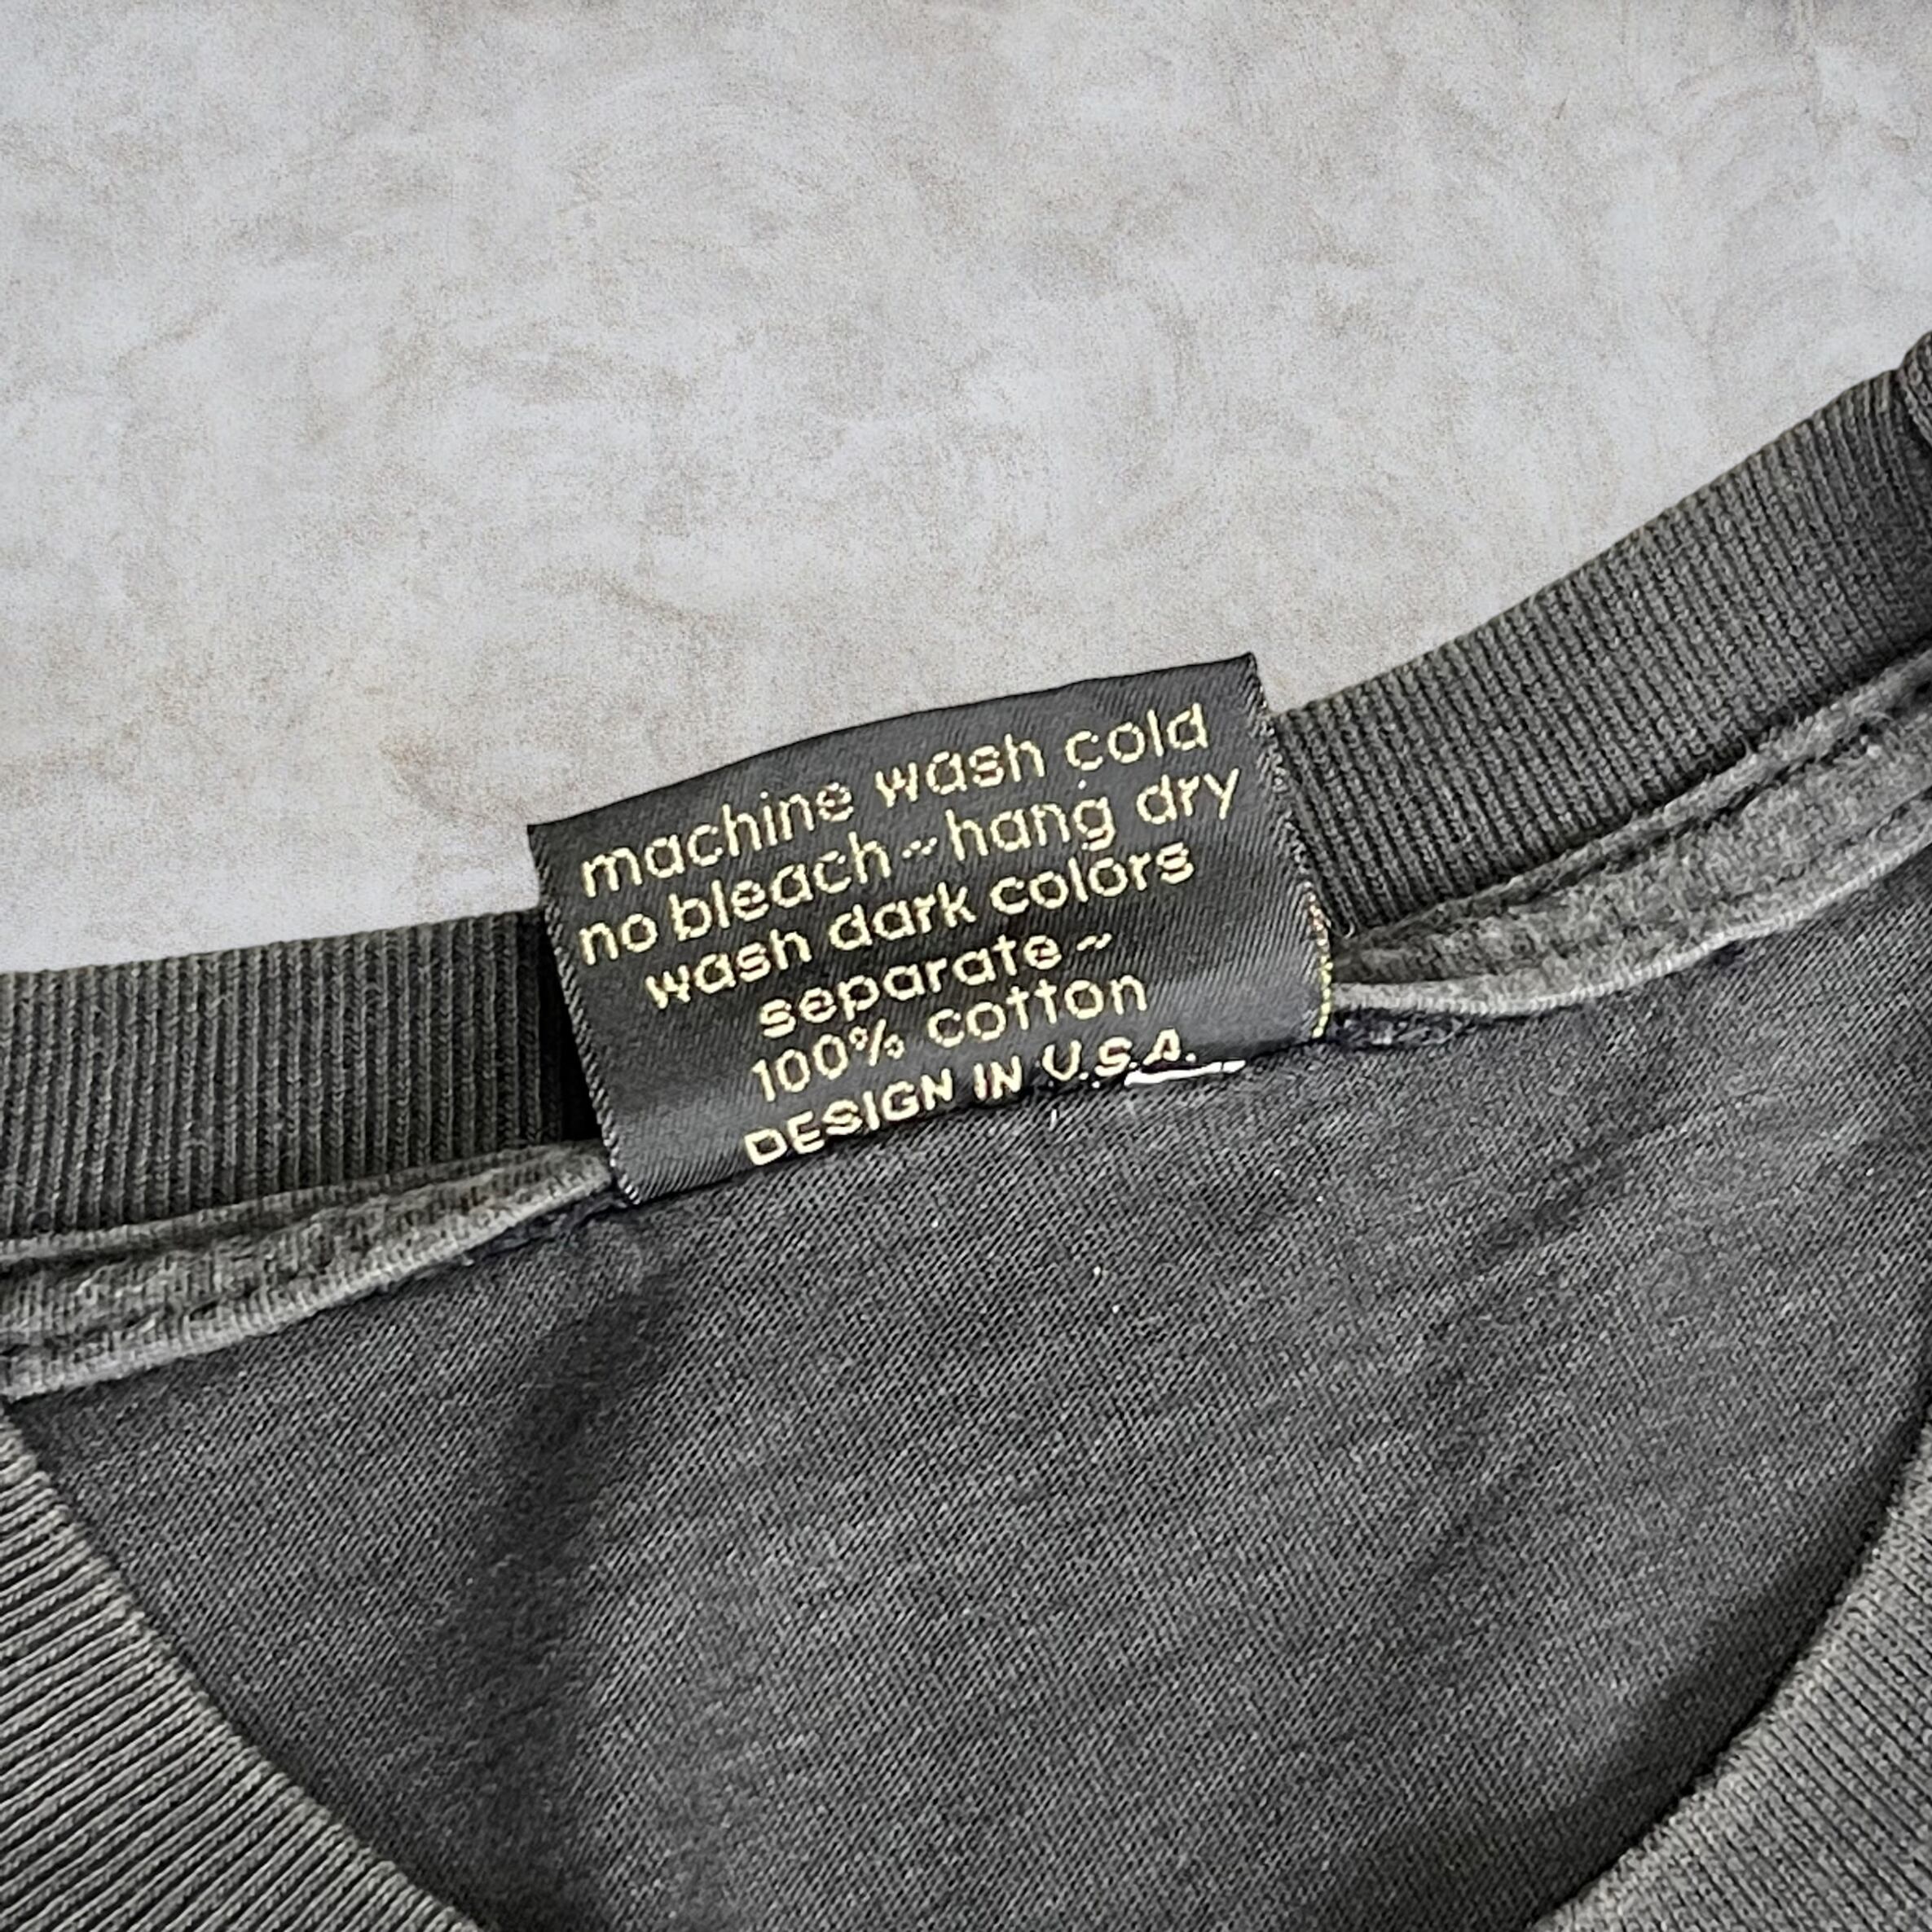 machine wash cold
no bleach~hang dry
wash dark colors
separate~
100% cotton
DESIGN IN U.S.A.